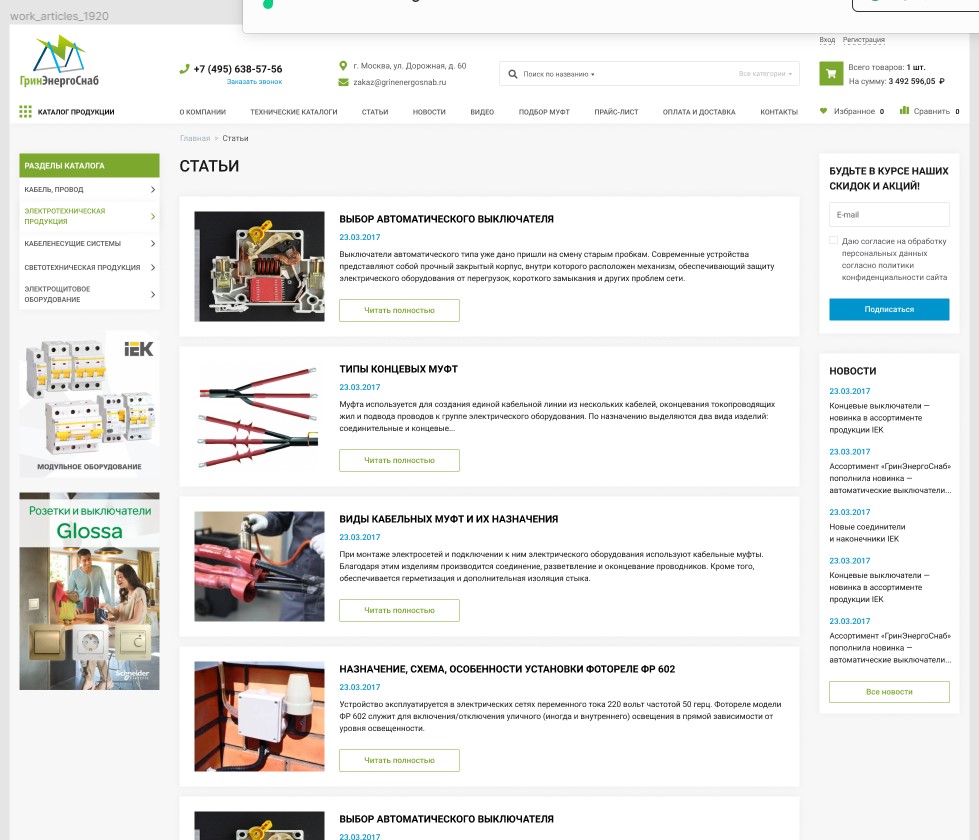 work_articles_1920
Вход Регистрация
ГринЭнергоСнаб
+7 (495) 638-57-56
Заказать звонок
г. Москва, ул. Дорожная, д. 60
zakaz@grinenergosnab.ru
Поиск по названию
Все категории
Всего товаров: 1 шт.
На сумму: 3 492 596,05 ₽
КАТАЛОГ ПРОДУКЦИИ
О КОМПАНИИ ТЕХНИЧЕСКИЕ КАТАЛОГИ СТАТЬИ НОВОСТИ ВИДЕО ПОДБОР МУФТ ПРАЙС-ЛИСТ ОПЛАТА И ДОСТАВКА КОНТАКТЫ
Избранное 0 Сравнить 0
Главная » Статьи
СТАТЬИ
РАЗДЕЛЫ КАТАЛОГА
КАБЕЛЬ, ПРОВОД
ЭЛЕКТРОТЕХНИЧЕСКАЯ
ПРОДУКЦИЯ
КАБЕЛЕНЕСУЩИЕ СИСТЕМЫ
СВЕТОТЕХНИЧЕСКАЯ ПРОДУКЦИЯ
ЭЛЕКТРОЩИТОВОЕ
ОБОРУДОВАНИЕ
IEK
МОДУЛЬНОЕ ОБОРУДОВАНИЕ
Розетки и выключатели
Glossa
Schneider
Electric
ВЫБОР АВТОМАТИЧЕСКОГО ВЫКЛЮЧАТЕЛЯ
23.03.2017
Выключатели автоматического типа уже дано пришли на смену старым пробкам. Современные устройства
представляют собой прочный закрытый корпус, внутри которого расположен механизм, обеспечивающий защиту
электрического оборудования от перегрузок, короткого замыкания и других проблем сети.
Читать полностью
ТИПЫ КОНЦЕВЫХ МУФТ
23.03.2017
Муфта используется для создания единой кабельной линии из нескольких кабелей, оконцевания токопроводящих
жил и подвода проводов к группе электрического оборудования. По назначению выделяются два вида изделий:
соединительные и концевые...
Читать полностью
ВИДЫ КАБЕЛЬНЫХ МУФТ И ИХ НАЗНАЧЕНИЯ
23.03.2017
При монтаже электросетей и подключении к ним электрического оборудования используют кабельные муфты.
Благодаря этим изделиям производится соединение, разветвление и оконцевание проводников. Кроме того,
обеспечивается герметизация и дополнительная изоляция стыка.
Читать полностью
НАЗНАЧЕНИЕ, СХЕМА, ОСОБЕННОСТИ УСТАНОВКИ ФОТОРЕЛЕ ФР 602
23.03.2017
Устройство эксплуатируется в электрических сетях переменного тока 220 вольт частотой 50 герц. Фотореле модели
ФР 602 служит для включения/отключения уличного (иногда и внутреннего) освещения в прямой зависимости от
уровня освещенности.
Читать полностью
ВЫБОР АВТОМАТИЧЕСКОГО ВЫКЛЮЧАТЕЛЯ
23.03.2017
БУДЬТЕ В КУРСЕ НАШИХ
СКИДОК И АКЦИЙ!
E-mail
Даю согласие на обработку
персональных данных
согласно политики
конфиденциальности сайта
Подписаться
НОВОСТИ
23.03.2017
Концевые выключатели —
новинка в ассортименте
продукции IEK
23.03.2017
Ассортимент «ГринЭнергоСнаб»
пополнила новинка —
автоматические выключатели...
23.03.2017
Новые соединители
и наконечники IEK
23.03.2017
Концевые выключатели —
новинка в ассортименте
продукции IEK
23.03.2017
Ассортимент «ГринЭнергоСнаб»
пополнила новинка —
автоматические выключатели...
Все новости